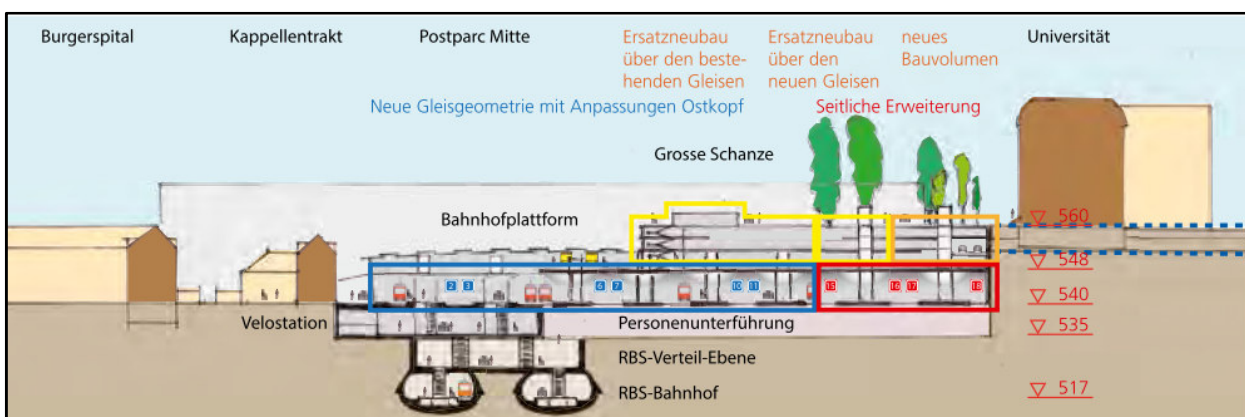 Burgerspital
Kappellentrakt
Postparc Mitte
Ersatzneubau
über den beste-
henden Gleisen
Ersatzneubau
über den
neuen Gleisen
neues
Bauvolumen
Universität
Neue Gleisgeometrie mit Anpassungen Ostkopf
Seitliche Erweiterung
Grosse Schanze
Bahnhofplattform
560
548
2 3 6 7 10 11 15 16 17 18
540
Velostation
Personenunterführung
535
RBS-Verteil-Ebene
RBS-Bahnhof
517